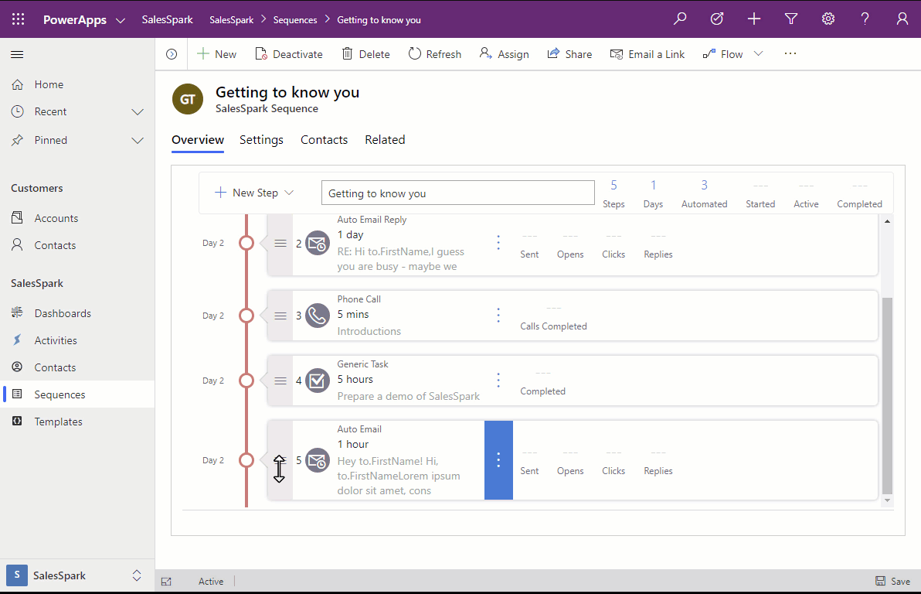 PowerApps SalesSpark SalesSpark > Sequences > Getting to know you
New Deactivate Delete Refresh Assign Share Email a Link Flow
Home
Recent
Pinned
Customers
Accounts
Contacts
SalesSpark
Dashboards
Activities
Contacts
Sequences
Templates
S SalesSpark
GT
Getting to know you
SalesSpark Sequence
Overview Settings Contacts Related
New Step
Getting to know you
5 1 3 --- --- ---
Steps Days Automated Started Active Completed
Day 2
2
Auto Email Reply
1 day
RE: Hi to.FirstName,I guess
you are busy - maybe we
--- --- --- ---
Sent Opens Clicks Replies
Day 2
3
Phone Call
5 mins
Introductions
---
Calls Completed
Day 2
4
Generic Task
5 hours
Prepare a demo of SalesSpark
---
Completed
Day 2
5
Auto Email
1 hour
Hey to.FirstName! Hi,
to.FirstNameLorem ipsum
dolor sit amet, cons
--- --- --- ---
Sent Opens Clicks Replies
Active
Save